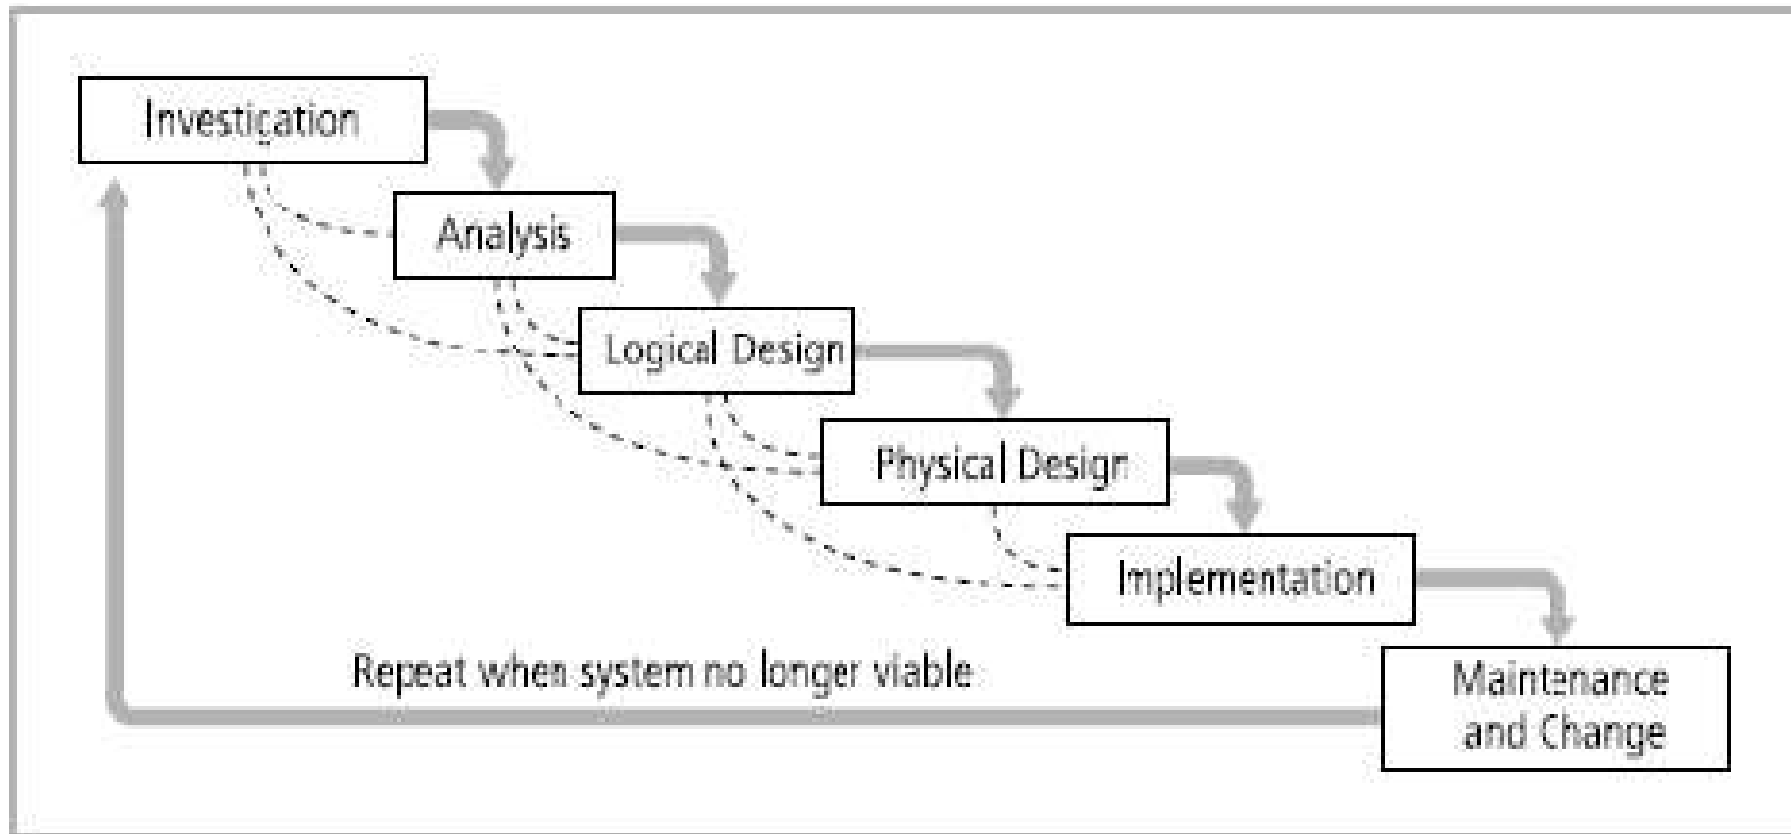 Investigation
Analysis
Logical Design
Physical Design
Implementation
Repeat when system no longer viable
Maintenance
and Change